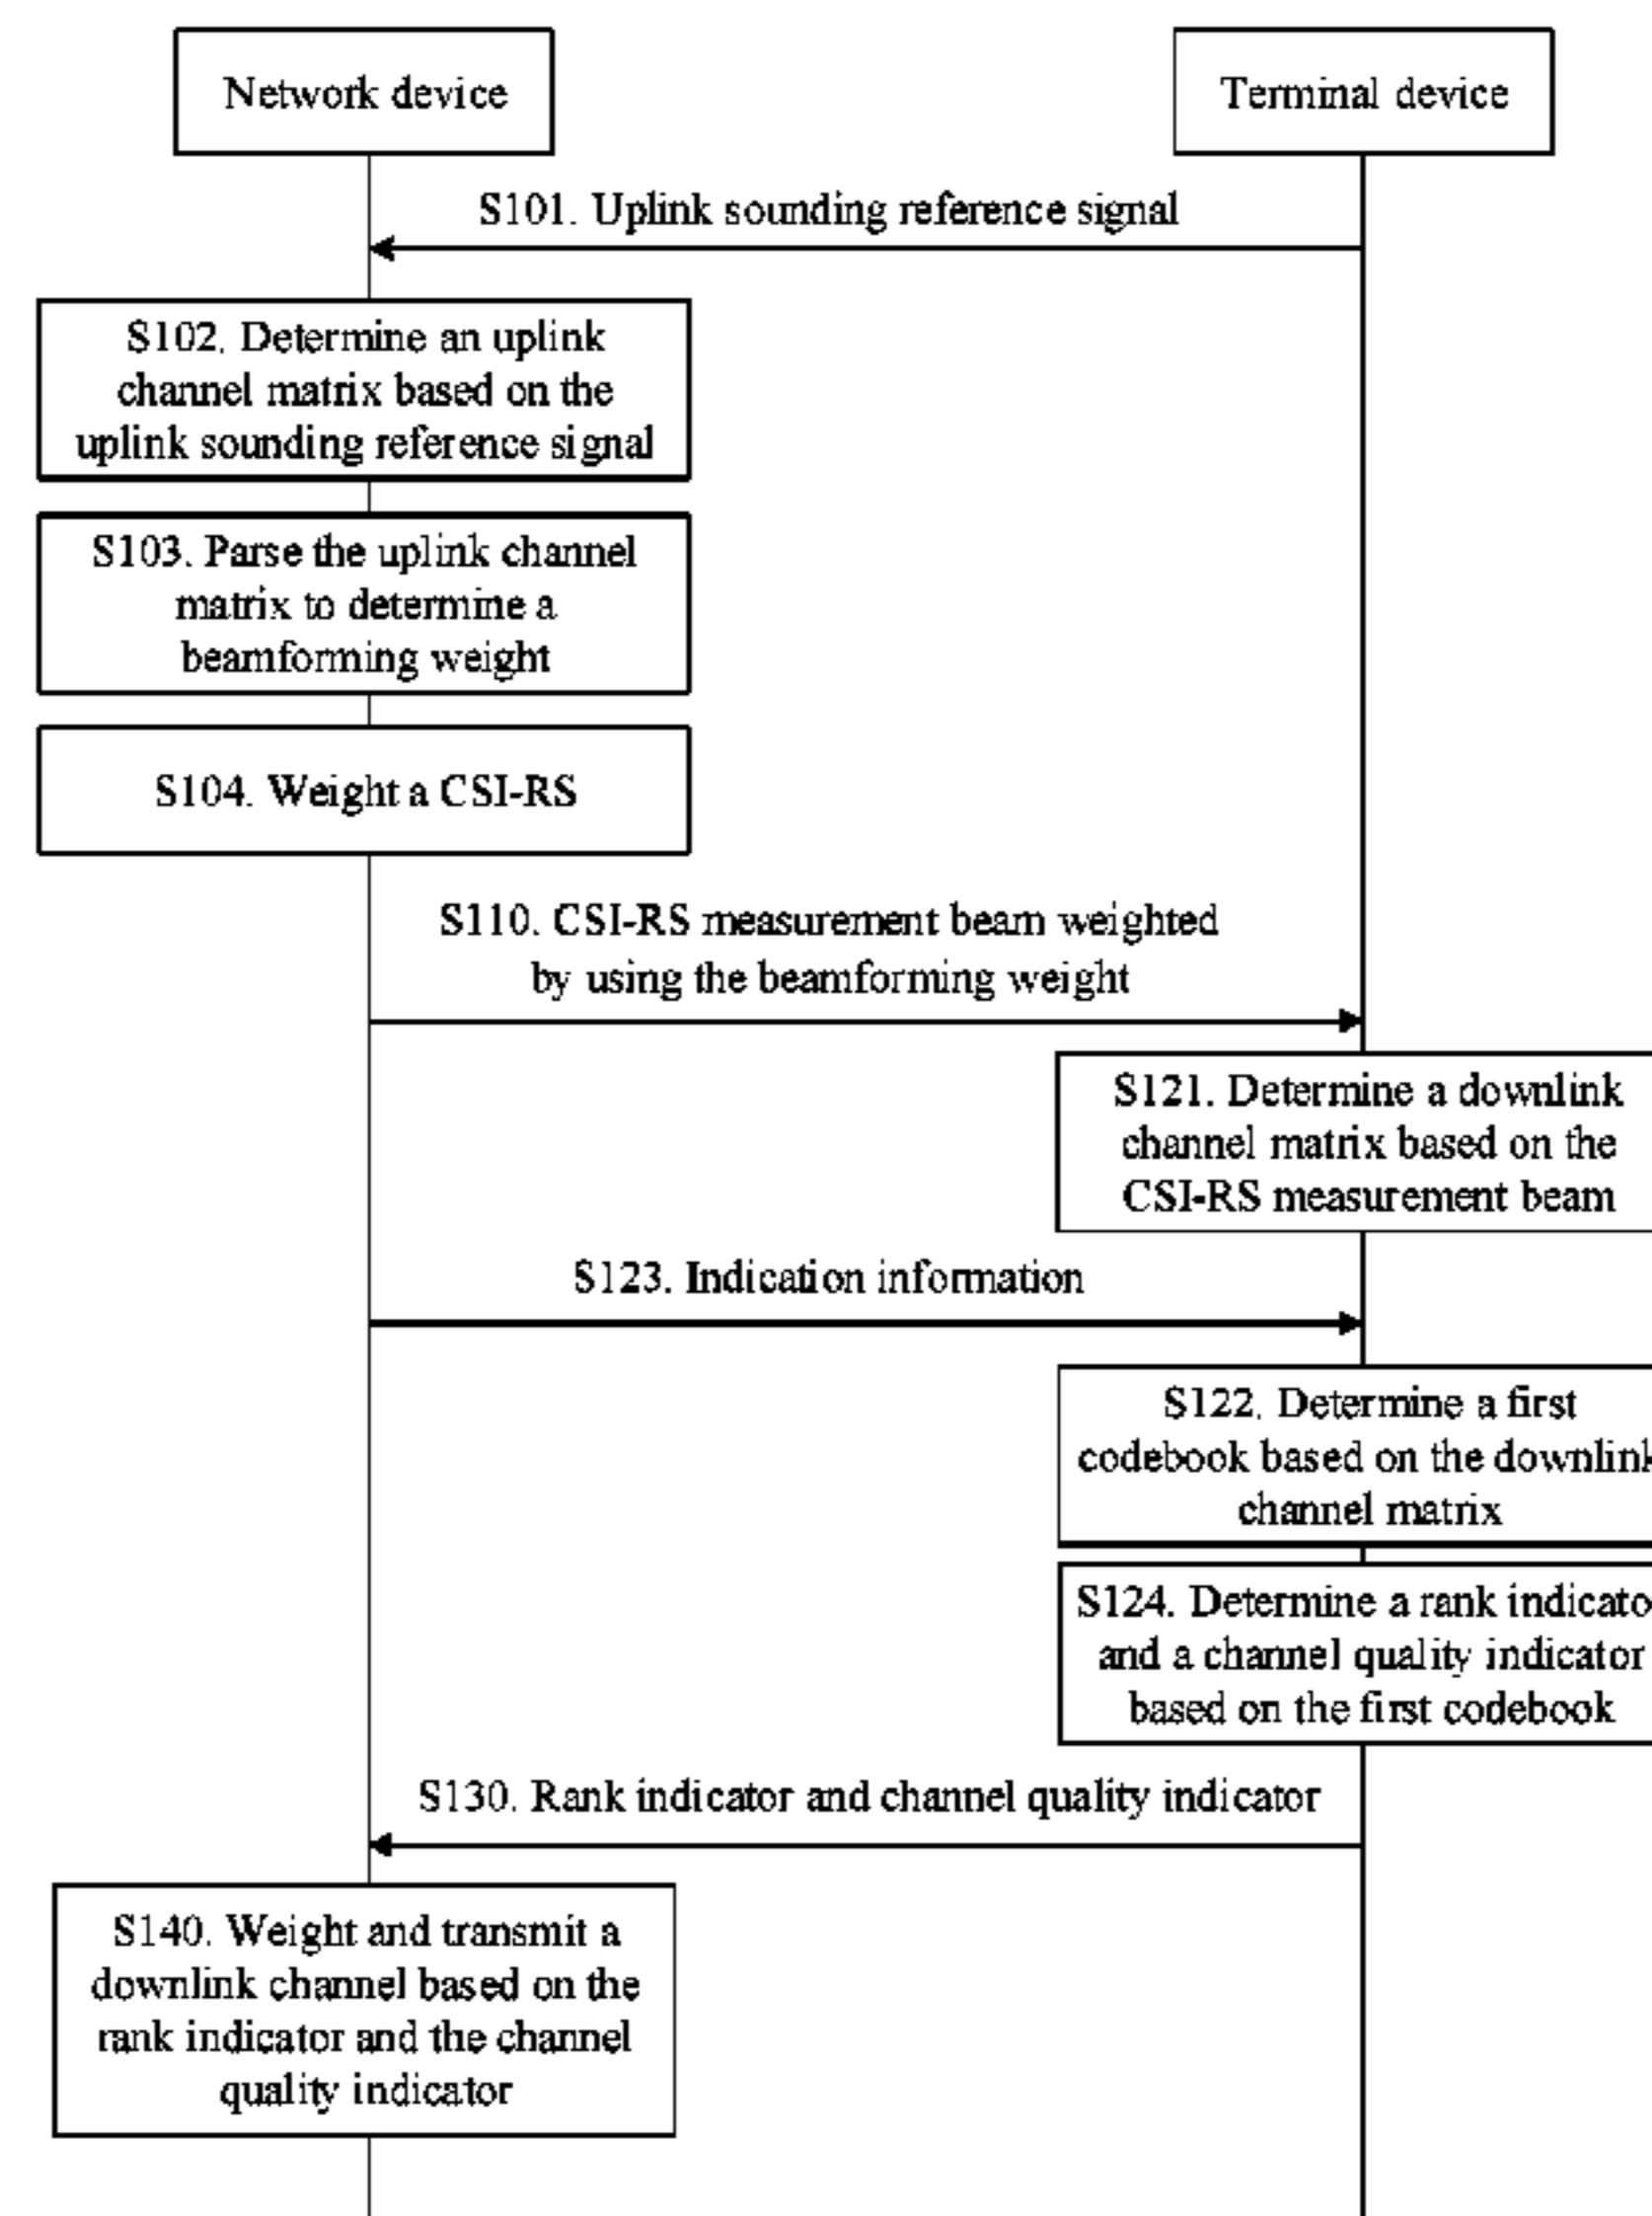 Network device
Terminal device
S101. Uplink sounding reference signal
S102. Determine an uplink
channel matrix based on the
uplink sounding reference signal
S103. Parse the uplink channel
matrix to determine a
beamforming weight
S104. Weight a CSI-RS
S110. CSI-RS measurement beam weighted
by using the beamforming weight
S121. Determine a downlink
channel matrix based on the
CSI-RS measurement beam
S123. Indication information
S122. Determine a first
codebook based on the downlink
channel matrix
S124. Determine a rank indicato
and a channel quality indicator
based on the first codebook
S130. Rank indicator and channel quality indicator
S140. Weight and transmit a
downlink channel based on the
rank indicator and the channel
quality indicator